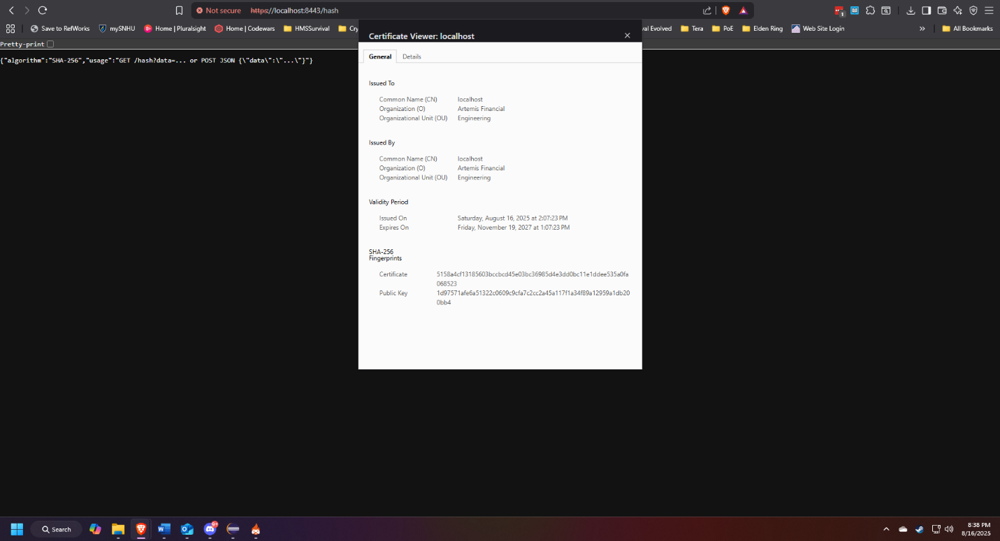 Not secure https://localhost:8443/hash
1
Save to RefWorks mySNHU Home | Pluralsight Home | Codewars HMSSurvival Cry val Evolved Tera PoE Elden Ring Web Site Login » All Bookmarks
Pretty-print
{"algorithm":"SHA-256","usage":"GET /hash?data=... or POST JSON {\"data\":\"...\"}"}
Certificate Viewer: localhost
General Details
Issued To
Common Name (CN) localhost
Organization (O) Artemis Financial
Organizational Unit (OU) Engineering
Issued By
Common Name (CN) localhost
Organization (O) Artemis Financial
Organizational Unit (OU) Engineering
Validity Period
Issued On Saturday, August 16, 2025 at 2:07:23 PM
Expires On Friday, November 19, 2027 at 1:07:23 PM
SHA-256
Fingerprints
Certificate 5158a4cf13185603bccbcd45e03bc36985d4e3dd0bc11e1ddee535a0fa
068523
Public Key 1d97571afe6a51322c0609c9cfa7c2cc2a45a117f1a34f89a12959a1db20
0bb4
Search
9+
8:38 PM
8/16/2025